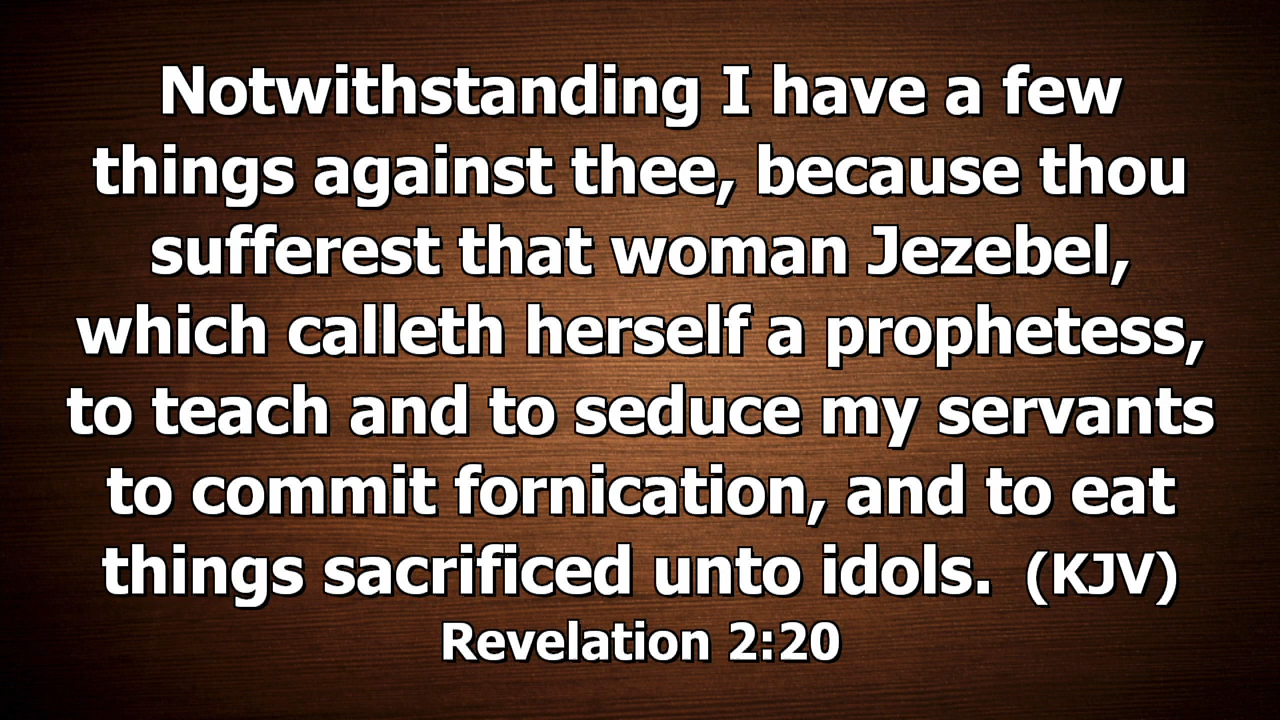 Notwithstanding I have a few
things against thee, because thou
sufferest that woman Jezebel,
which calleth herself a prophetess,
to teach and to seduce my servants
to commit fornication, and to eat
things sacrificed unto idols. (KJV)
Revelation 2:20